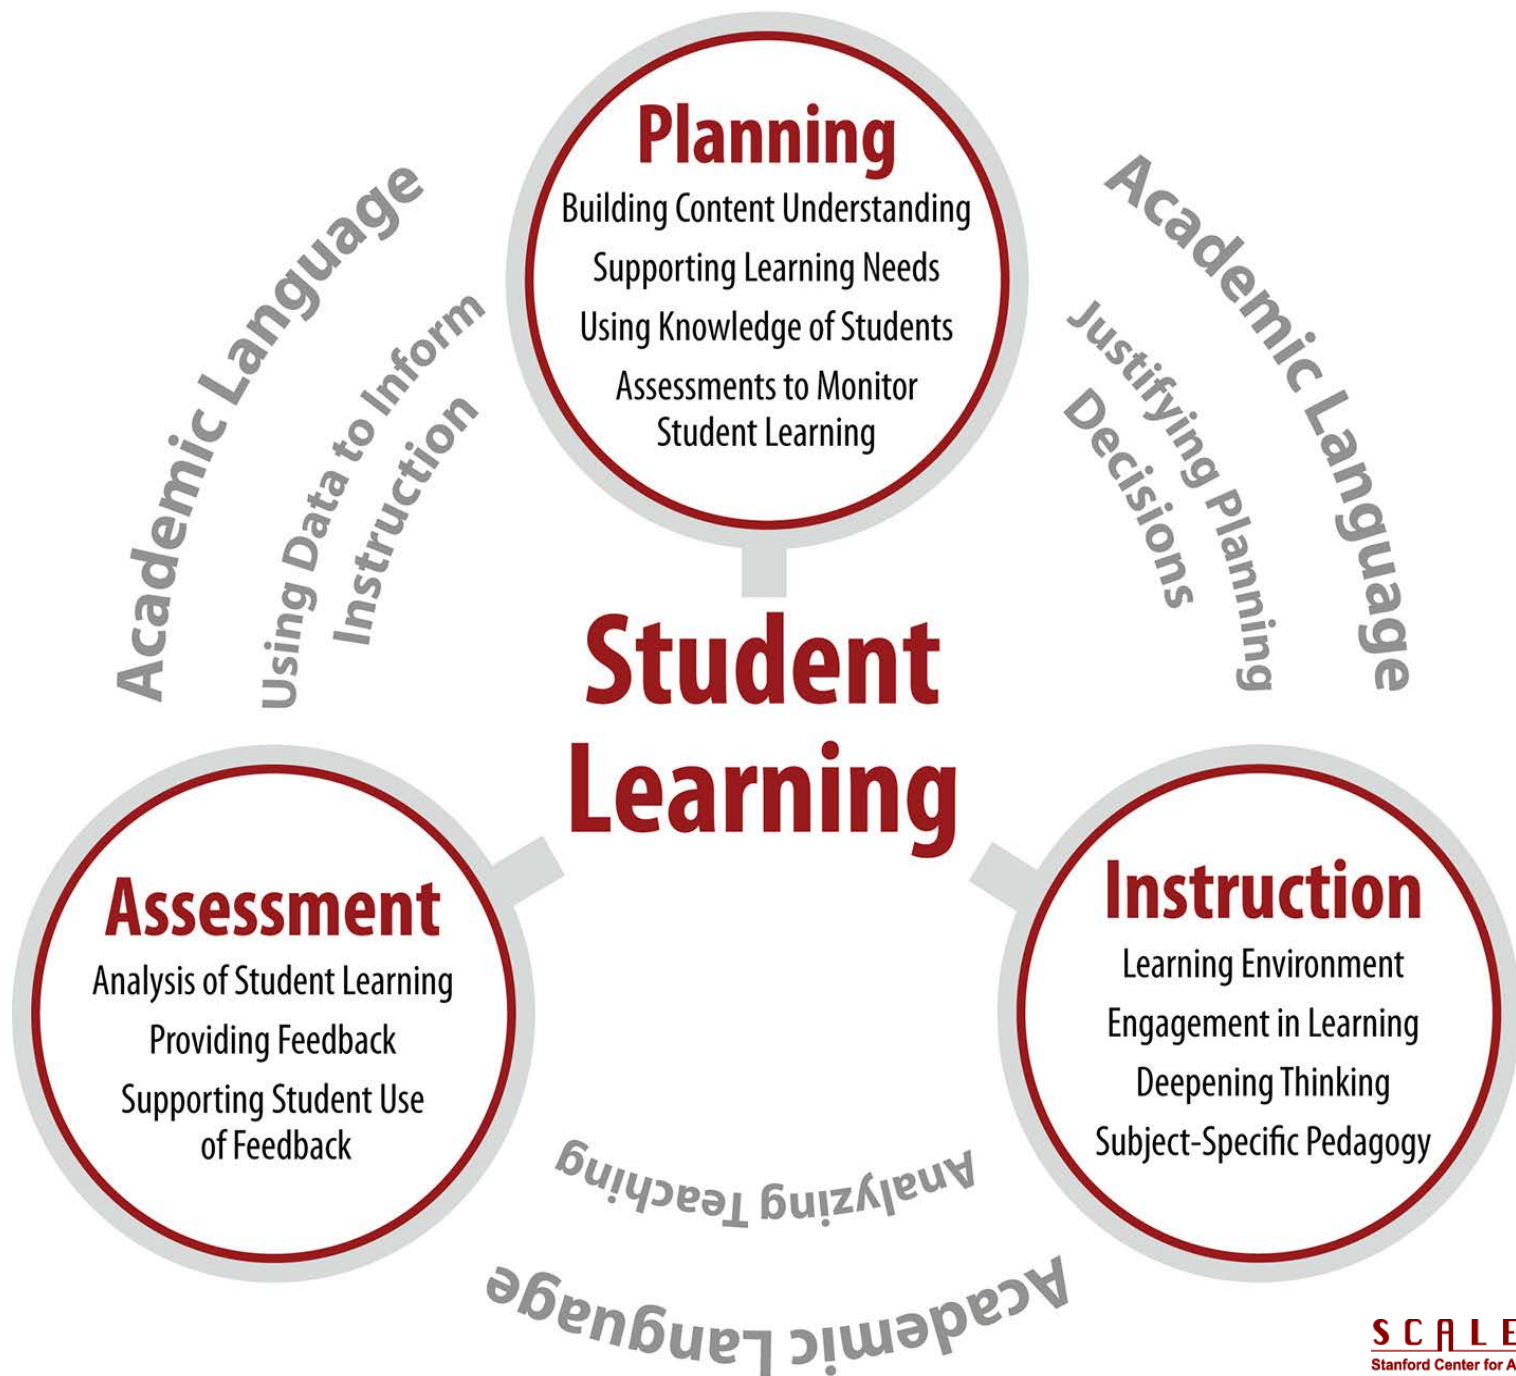 Planning
Building Content Understanding
Supporting Learning Needs
Using Knowledge of Students
Assessments to Monitor
Student Learning
Academic Language
Using Data to Inform
Instruction
Academic Language
Justifying Planning
Decisions
Student
Learning
Assessment
Analysis of Student Learning
Providing Feedback
Supporting Student Use
of Feedback
Instruction
Learning Environment
Engagement in Learning
Deepening Thinking
Subject-Specific Pedagogy
Analyzing Teaching
Academic Language
SCALE
Stanford Center for A